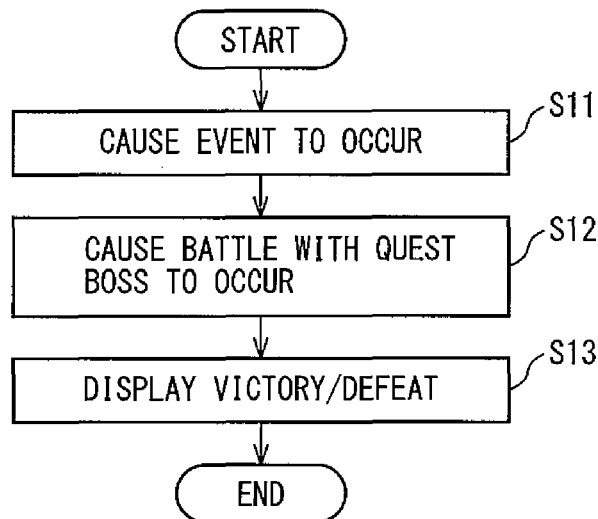 START
CAUSE EVENT TO OCCUR
S11
CAUSE BATTLE WITH QUEST
BOSS TO OCCUR
S12
DISPLAY VICTORY/DEFEAT
S13
END